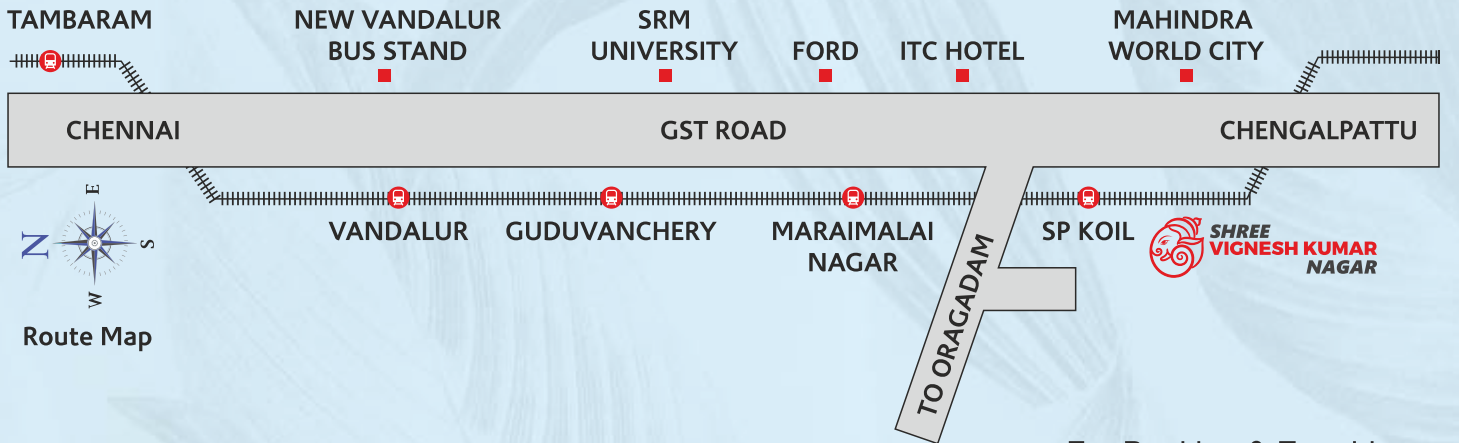 TAMBARAM
NEW VANDALUR
BUS STAND
SRM
UNIVERSITY
FORD
ITC HOTEL
MAHINDRA
WORLD CITY
CHENNAI
GST ROAD
CHENGALPATTU
E
N
S
W
Route Map
VANDALUR
GUDUVANCHERY
MARAIMALAI
NAGAR
SP KOIL
SHREE
VIGNESH KUMAR
NAGAR
TO ORAGADAM